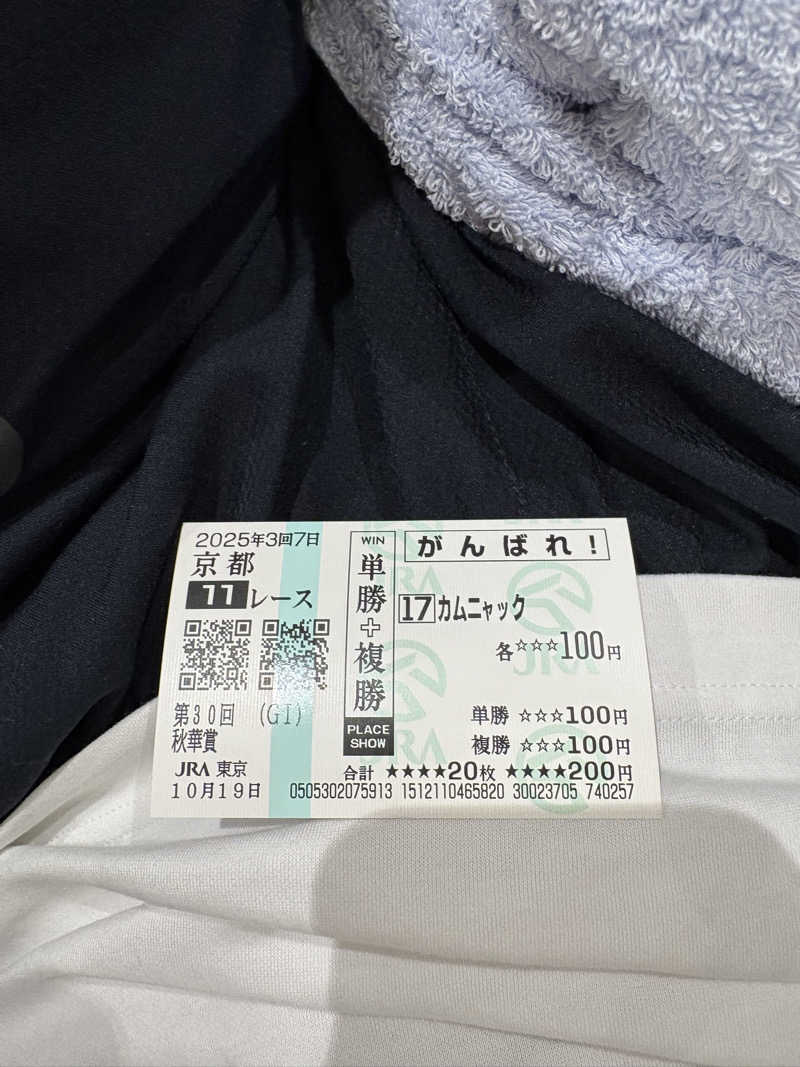 2025年3回7日
京都
11レース
第30回 (GI)
秋華賞
JRA 東京
10月19日
WIN
単勝+複勝
PLACE
SHOW
がんばれ!
17 カムニャック
各☆☆☆100円
単勝 ☆☆☆100円
複勝 ☆☆☆100円
合計 ★★★★20枚 ★★★★200円
0505302075913 1512110465820 30023705 740257
JRA
JRA
JRA